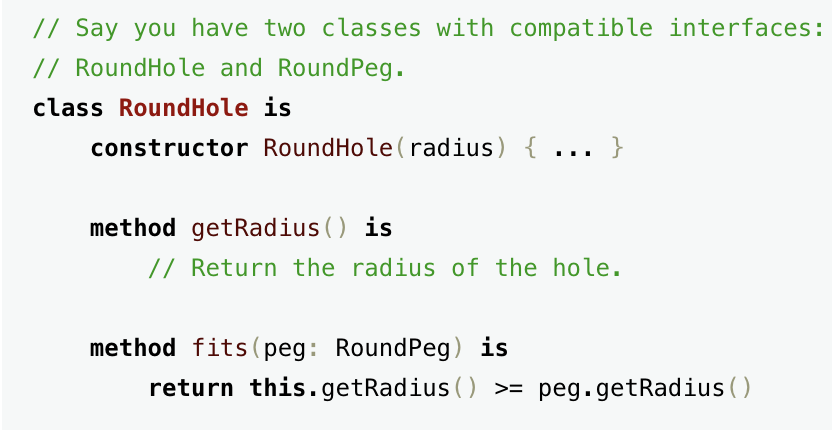 // Say you have two classes with compatible interfaces:
// RoundHole and RoundPeg.
class RoundHole is
    constructor RoundHole(radius) { ... }

    method getRadius() is
        // Return the radius of the hole.

    method fits(peg: RoundPeg) is
        return this.getRadius() >= peg.getRadius()